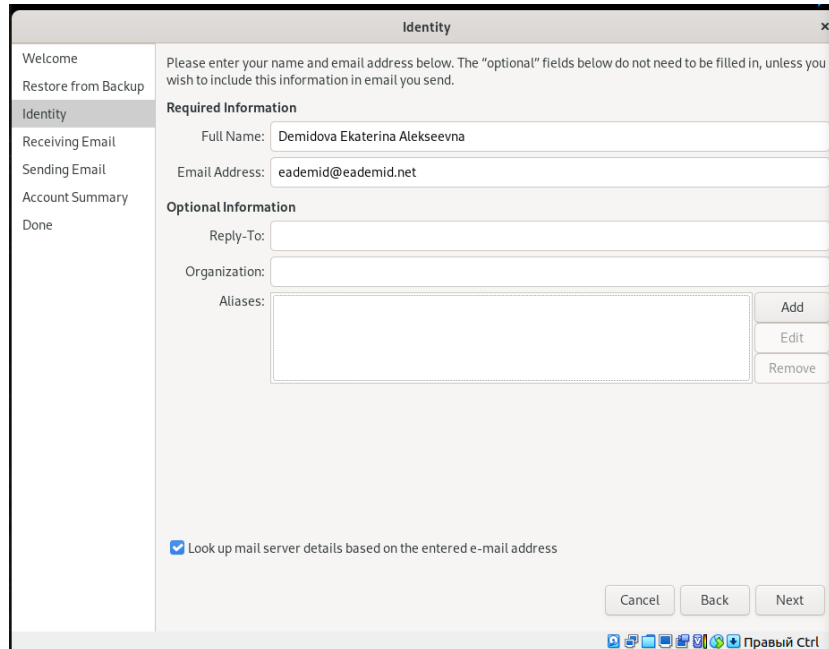 Identity
Welcome
Restore from Backup
Identity
Receiving Email
Sending Email
Account Summary
Done
Please enter your name and email address below. The “optional” fields below do not need to be filled in, unless you
wish to include this information in email you send.
Required Information
Full Name: Demidova Ekaterina Alekseevna
Email Address: eademid@eademid.net
Optional Information
Reply-To:
Organization:
Aliases:
Add
Edit
Remove
Look up mail server details based on the entered e-mail address
Cancel Back Next
Правый Ctrl